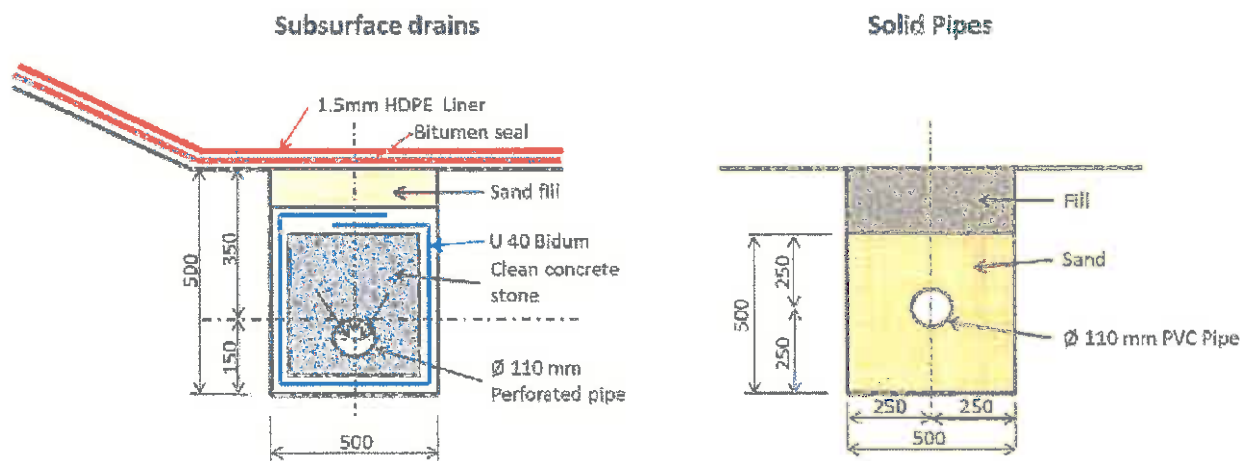 Subsurface drains
1.5mm HDPE Liner
Bitumen seal
Sand fill
U 40 Bidum
Clean concrete
stone
Ø 110 mm
Perforated pipe
500
350
150
500
Solid Pipes
Fill
Sand
Ø 110 mm PVC Pipe
500
250
250
250
250
500